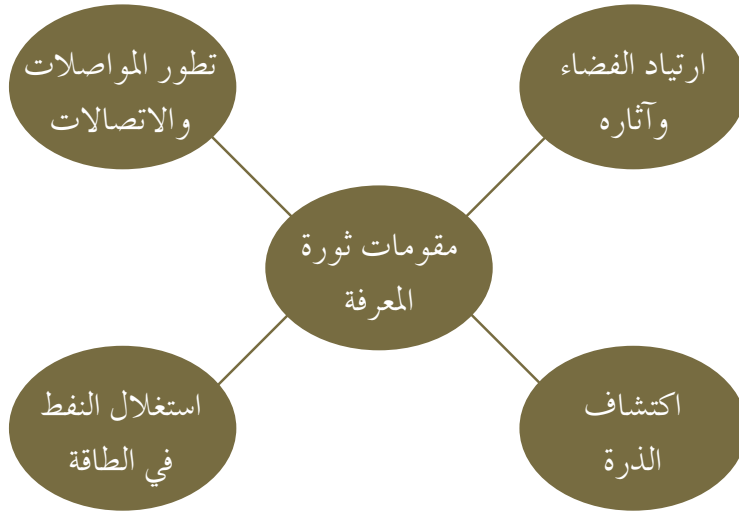 ارتياد الفضاء
وآثاره
تطور المواصلات
والاتصالات
مقومات ثورة
المعرفة
اكتشاف
الذرة
استغلال النفط
في الطاقة